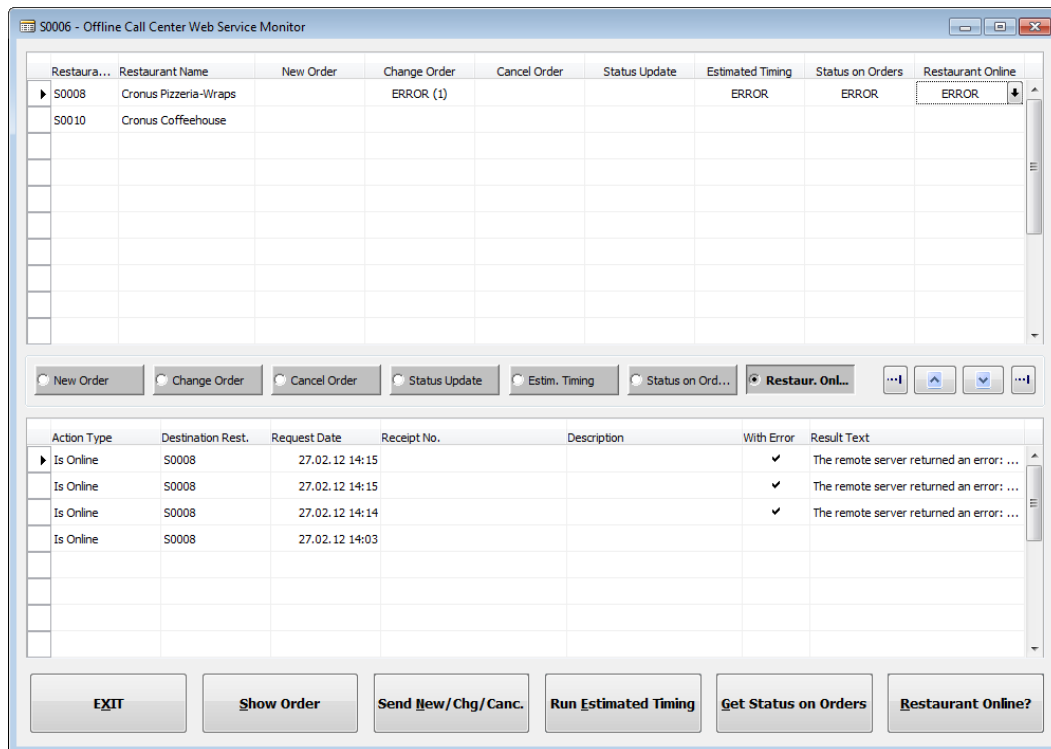 S0006 - Offline Call Center Web Service Monitor
Restaura... Restaurant Name New Order Change Order Cancel Order Status Update Estimated Timing Status on Orders Restaurant Online
S0008 Cronus Pizzeria-Wraps ERROR (1) ERROR ERROR ERROR
S0010 Cronus Coffeehouse
New Order Change Order Cancel Order Status Update Estim. Timing Status on Ord... Restaur. Onl...
Action Type Destination Rest. Request Date Receipt No. Description With Error Result Text
Is Online S0008 27.02.12 14:15 The remote server returned an error: ...
Is Online S0008 27.02.12 14:15 The remote server returned an error: ...
Is Online S0008 27.02.12 14:14 The remote server returned an error: ...
Is Online S0008 27.02.12 14:03
EXIT Show Order Send New/Chg/Canc. Run Estimated Timing Get Status on Orders Restaurant Online?